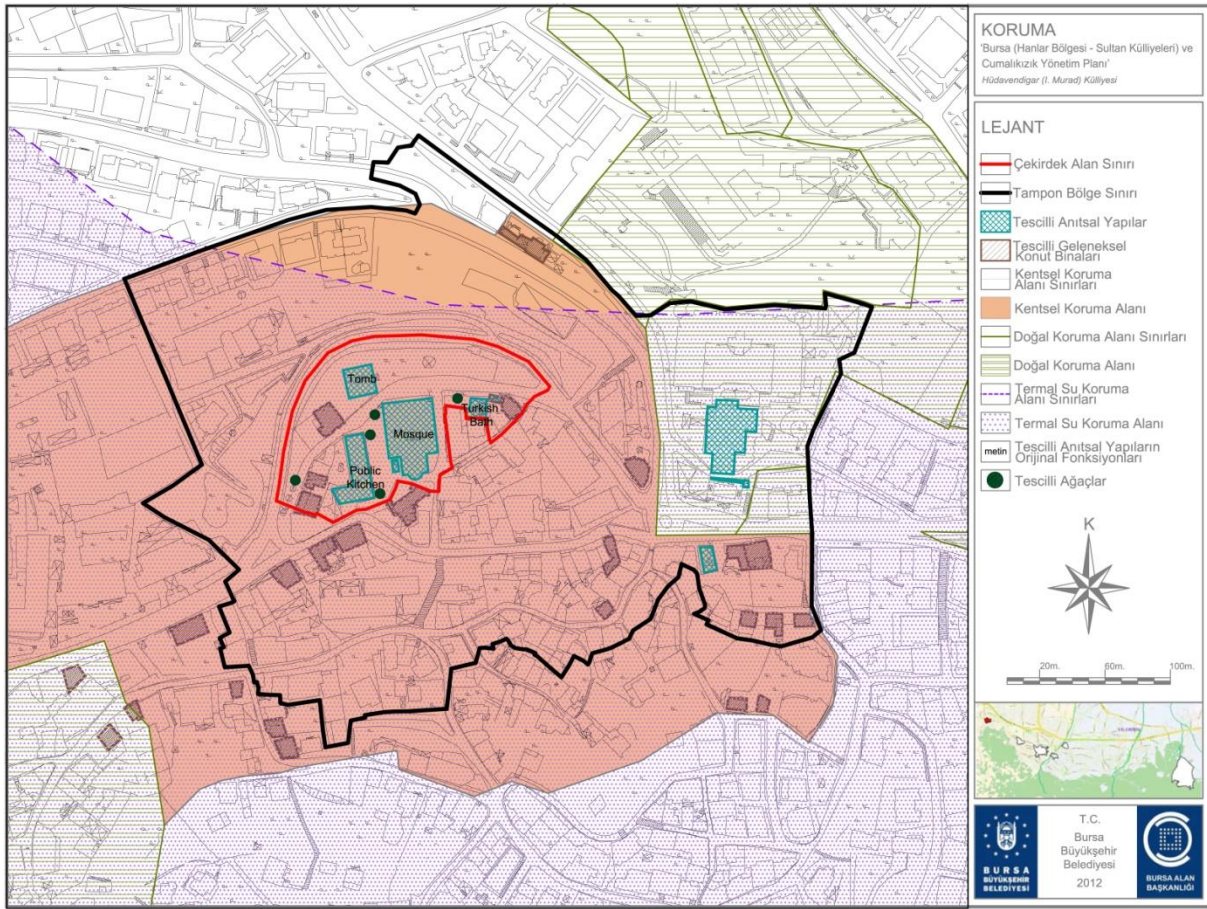 KORUMA
'Bursa (Hanlar Bölgesi - Sultan Külliyeleri) ve
Cumalıkızık Yönetim Planı'
Hüdavendigar (I. Murad) Külliyesi
LEJANT
Çekirdek Alan Sınırı
Tampon Bölge Sınırı
Tescilli Anıtsal Yapılar
Tescilli Geleneksel
Konut Binaları
Kentsel Koruma
Alanı Sınırları
Kentsel Koruma Alanı
Doğal Koruma Alanı Sınırları
Doğal Koruma Alanı
Termal Su Koruma
Alanı Sınırları
Termal Su Koruma Alanı
metin
Tescilli Anıtsal Yapıların
Orijinal Fonksiyonları
Tescilli Ağaçlar
K
20m. 60m. 100m.
BURSA
BÜYÜKŞEHİR
BELEDİYESİ
T.C.
Bursa
Büyükşehir
Belediyesi
2012
BURSA ALAN
BAŞKANLIĞI
Tomb
Mosque
Turkish
Bath
Public
Kitchen